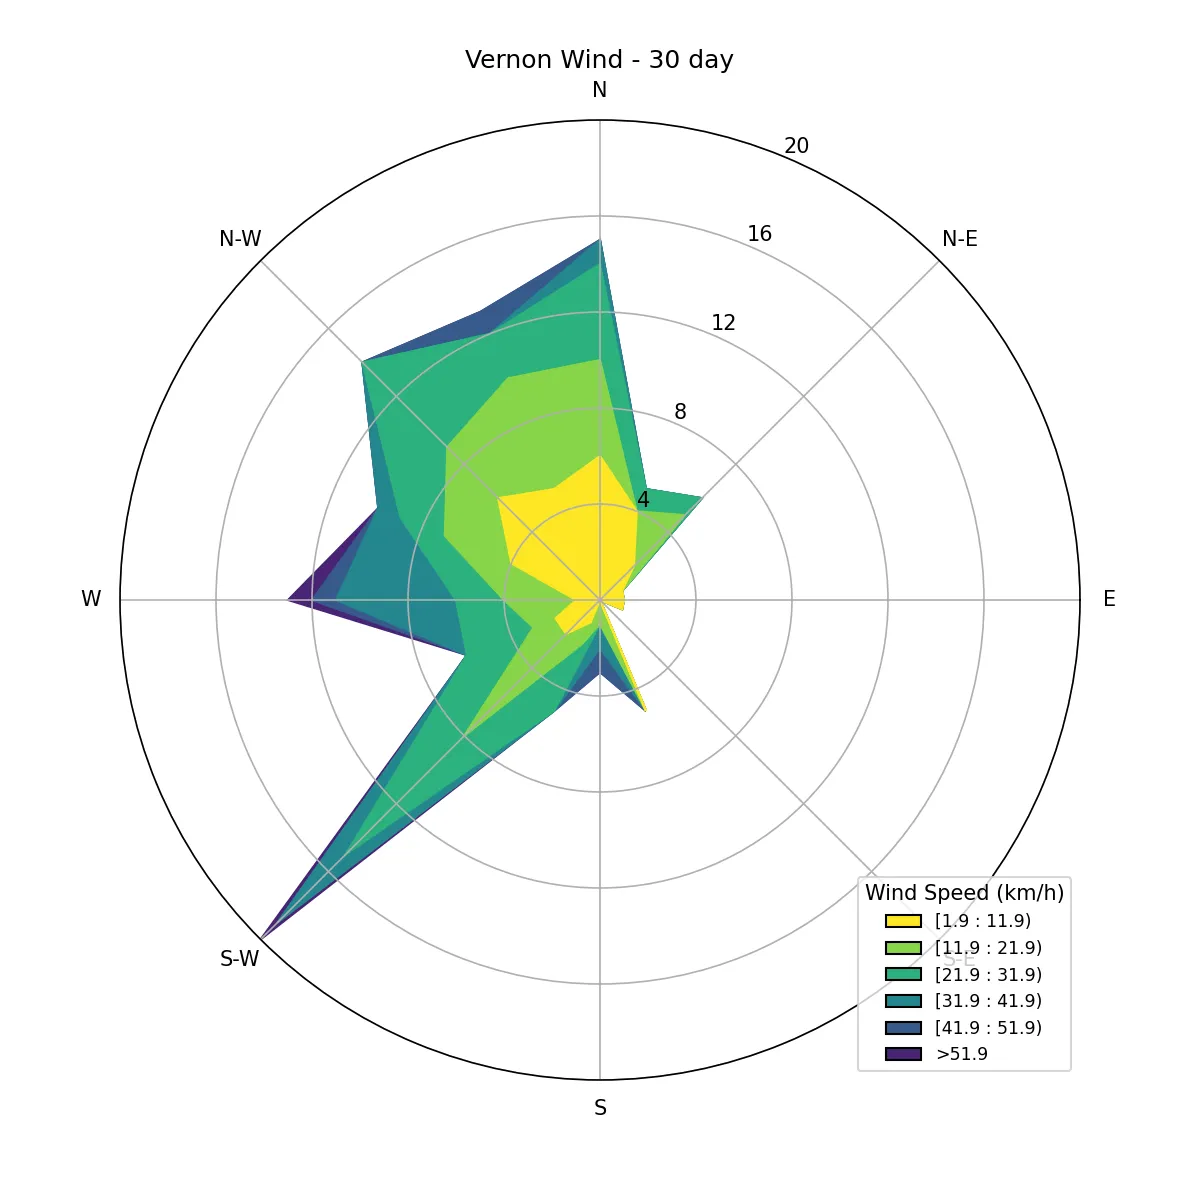 Vernon Wind - 30 day
N
20
N-W
16
N-E
12
8
4
W
E
S-W
S-E
S
Wind Speed (km/h)
[1.9 : 11.9)
[11.9 : 21.9)
[21.9 : 31.9)
[31.9 : 41.9)
[41.9 : 51.9)
>51.9